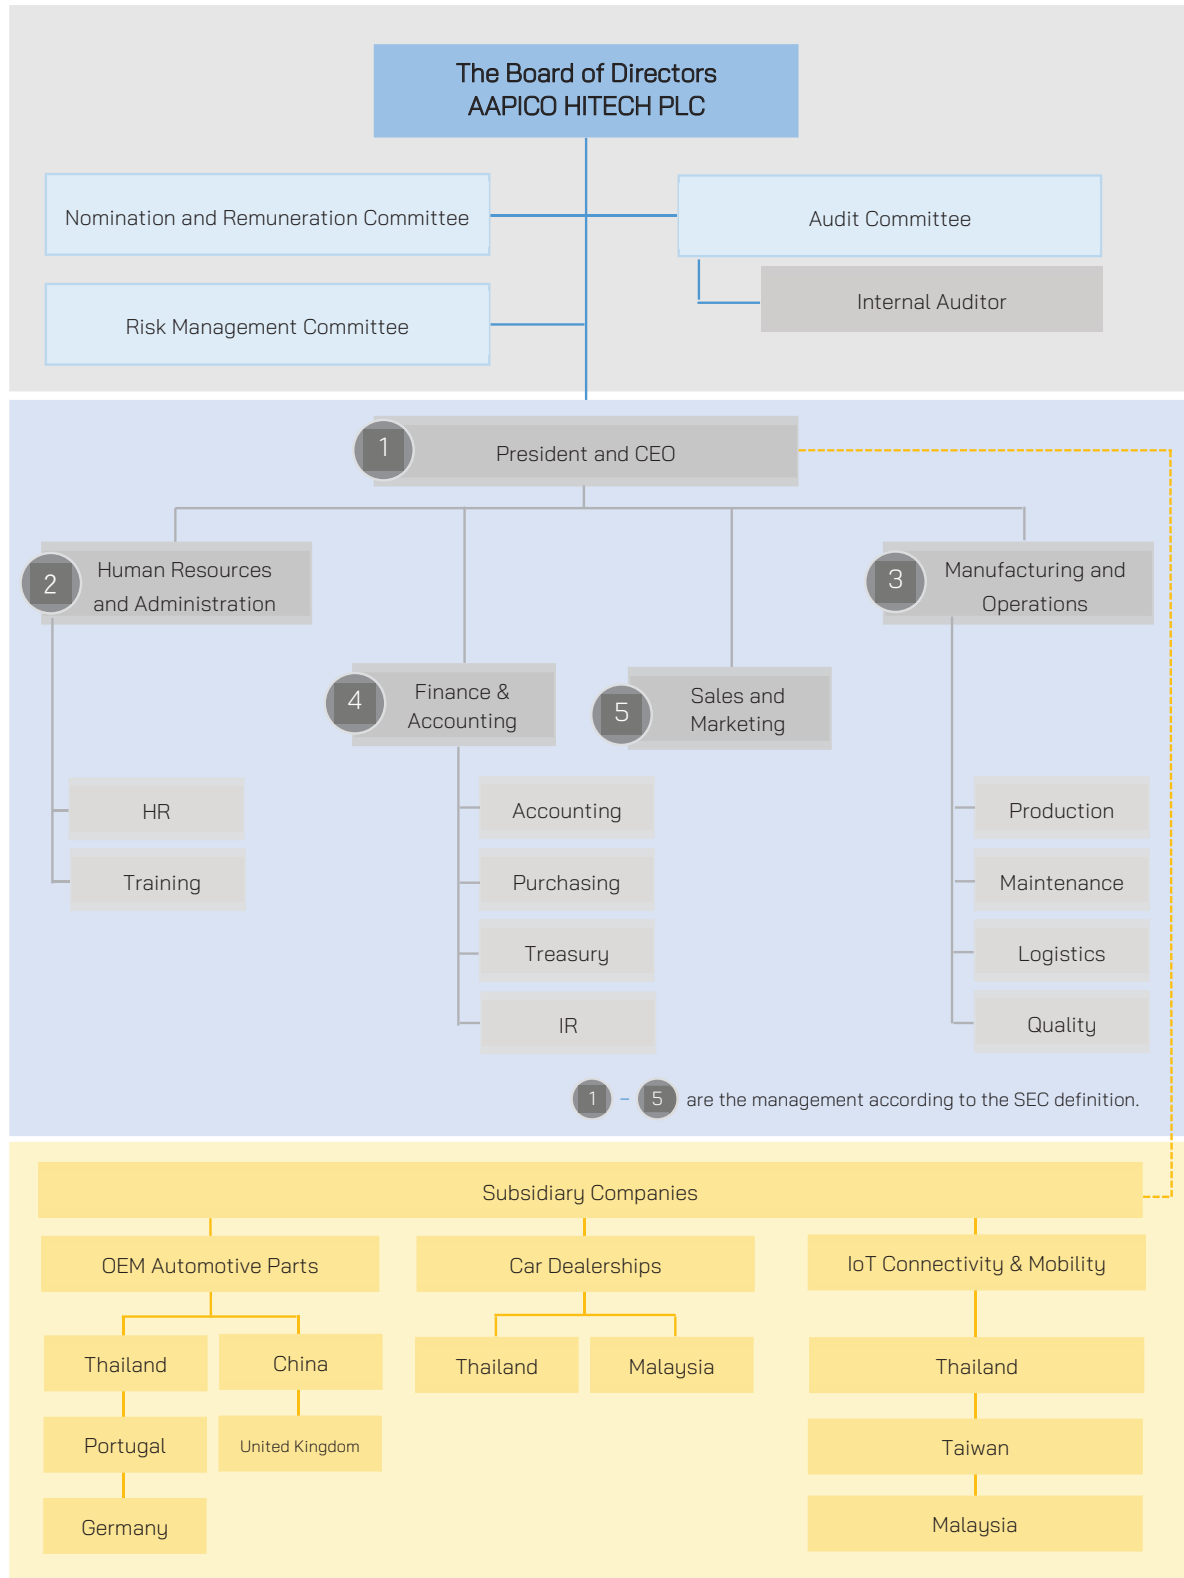 The Board of Directors
AAPICO HITECH PLC
Nomination and Remuneration Committee
Audit Committee
Internal Auditor
Risk Management Committee
1
President and CEO
2
Human Resources
and Administration
3
Manufacturing and
Operations
4
Finance &
Accounting
5
Sales and
Marketing
HR
Training
Accounting
Purchasing
Treasury
IR
Production
Maintenance
Logistics
Quality
1 - 5 are the management according to the SEC definition.
Subsidiary Companies
OEM Automotive Parts
Car Dealerships
IoT Connectivity & Mobility
Thailand
China
Portugal
United Kingdom
Germany
Thailand
Malaysia
Thailand
Taiwan
Malaysia